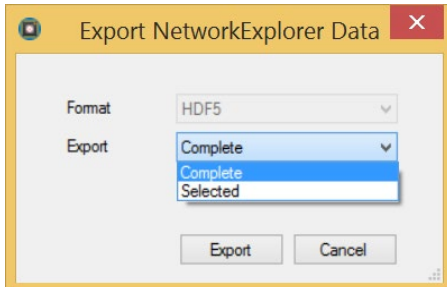 Export NetworkExplorer Data
Format HDF5
Export Complete
Complete
Selected
Export Cancel